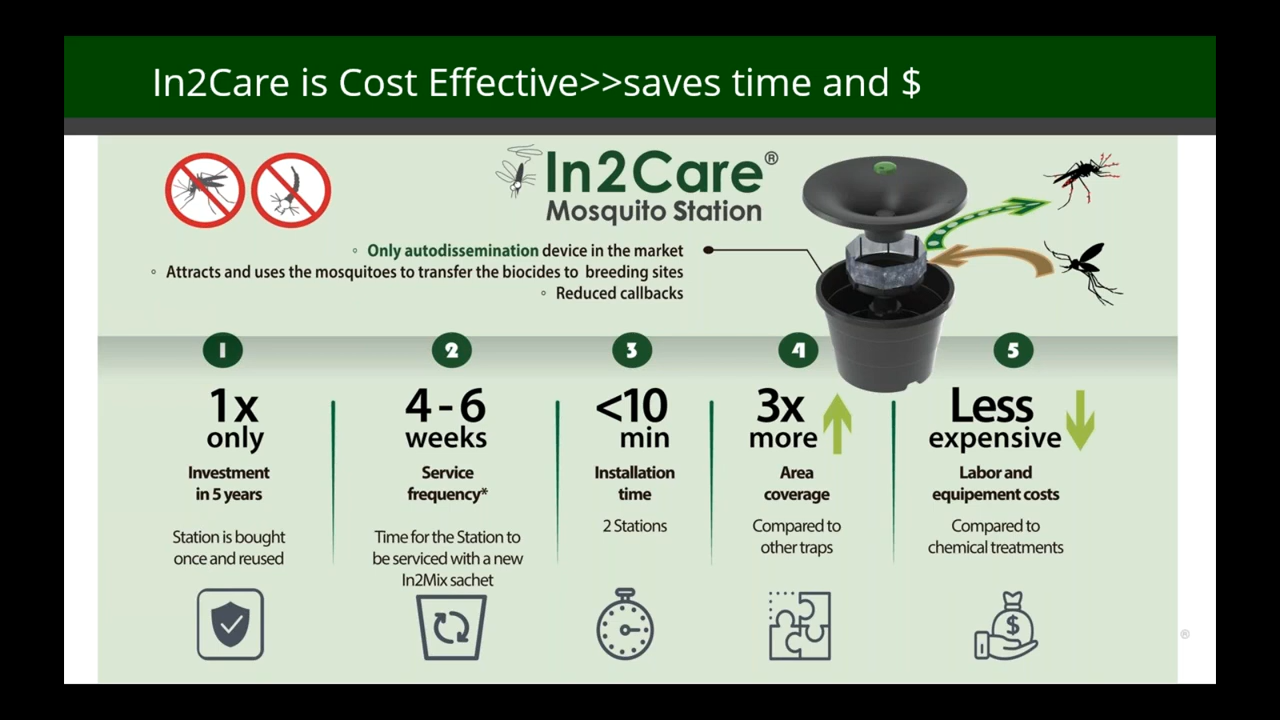 In2Care is Cost Effective>>saves time and $
In2Care®
Mosquito Station
◦ Only autodissemination device in the market
◦ Attracts and uses the mosquitoes to transfer the biocides to breeding sites
◦ Reduced callbacks
1
1x
only
Investment
in 5 years
Station is bought
once and reused
2
4-6
weeks
Service
frequency*
Time for the Station to
be serviced with a new
In2Mix sachet
3
<10
min
Installation
time
2 Stations
4
3x
more
Area
coverage
Compared to
other traps
5
Less
expensive
Labor and
equipement costs
Compared to
chemical treatments
$
®